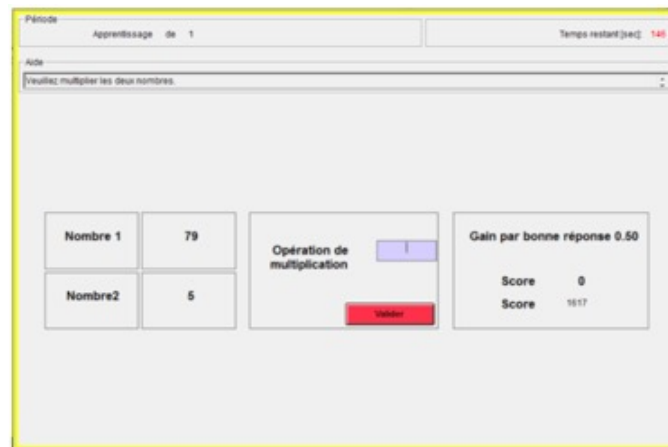 Période
Apprentissage de 1
Temps restant [sec]: 146
Aide
Veuillez multiplier les deux nombres.
Nombre 1
79
Nombre2
5
Opération de
multiplication
Valider
Gain par bonne réponse 0.50
Score 0
Score 1617